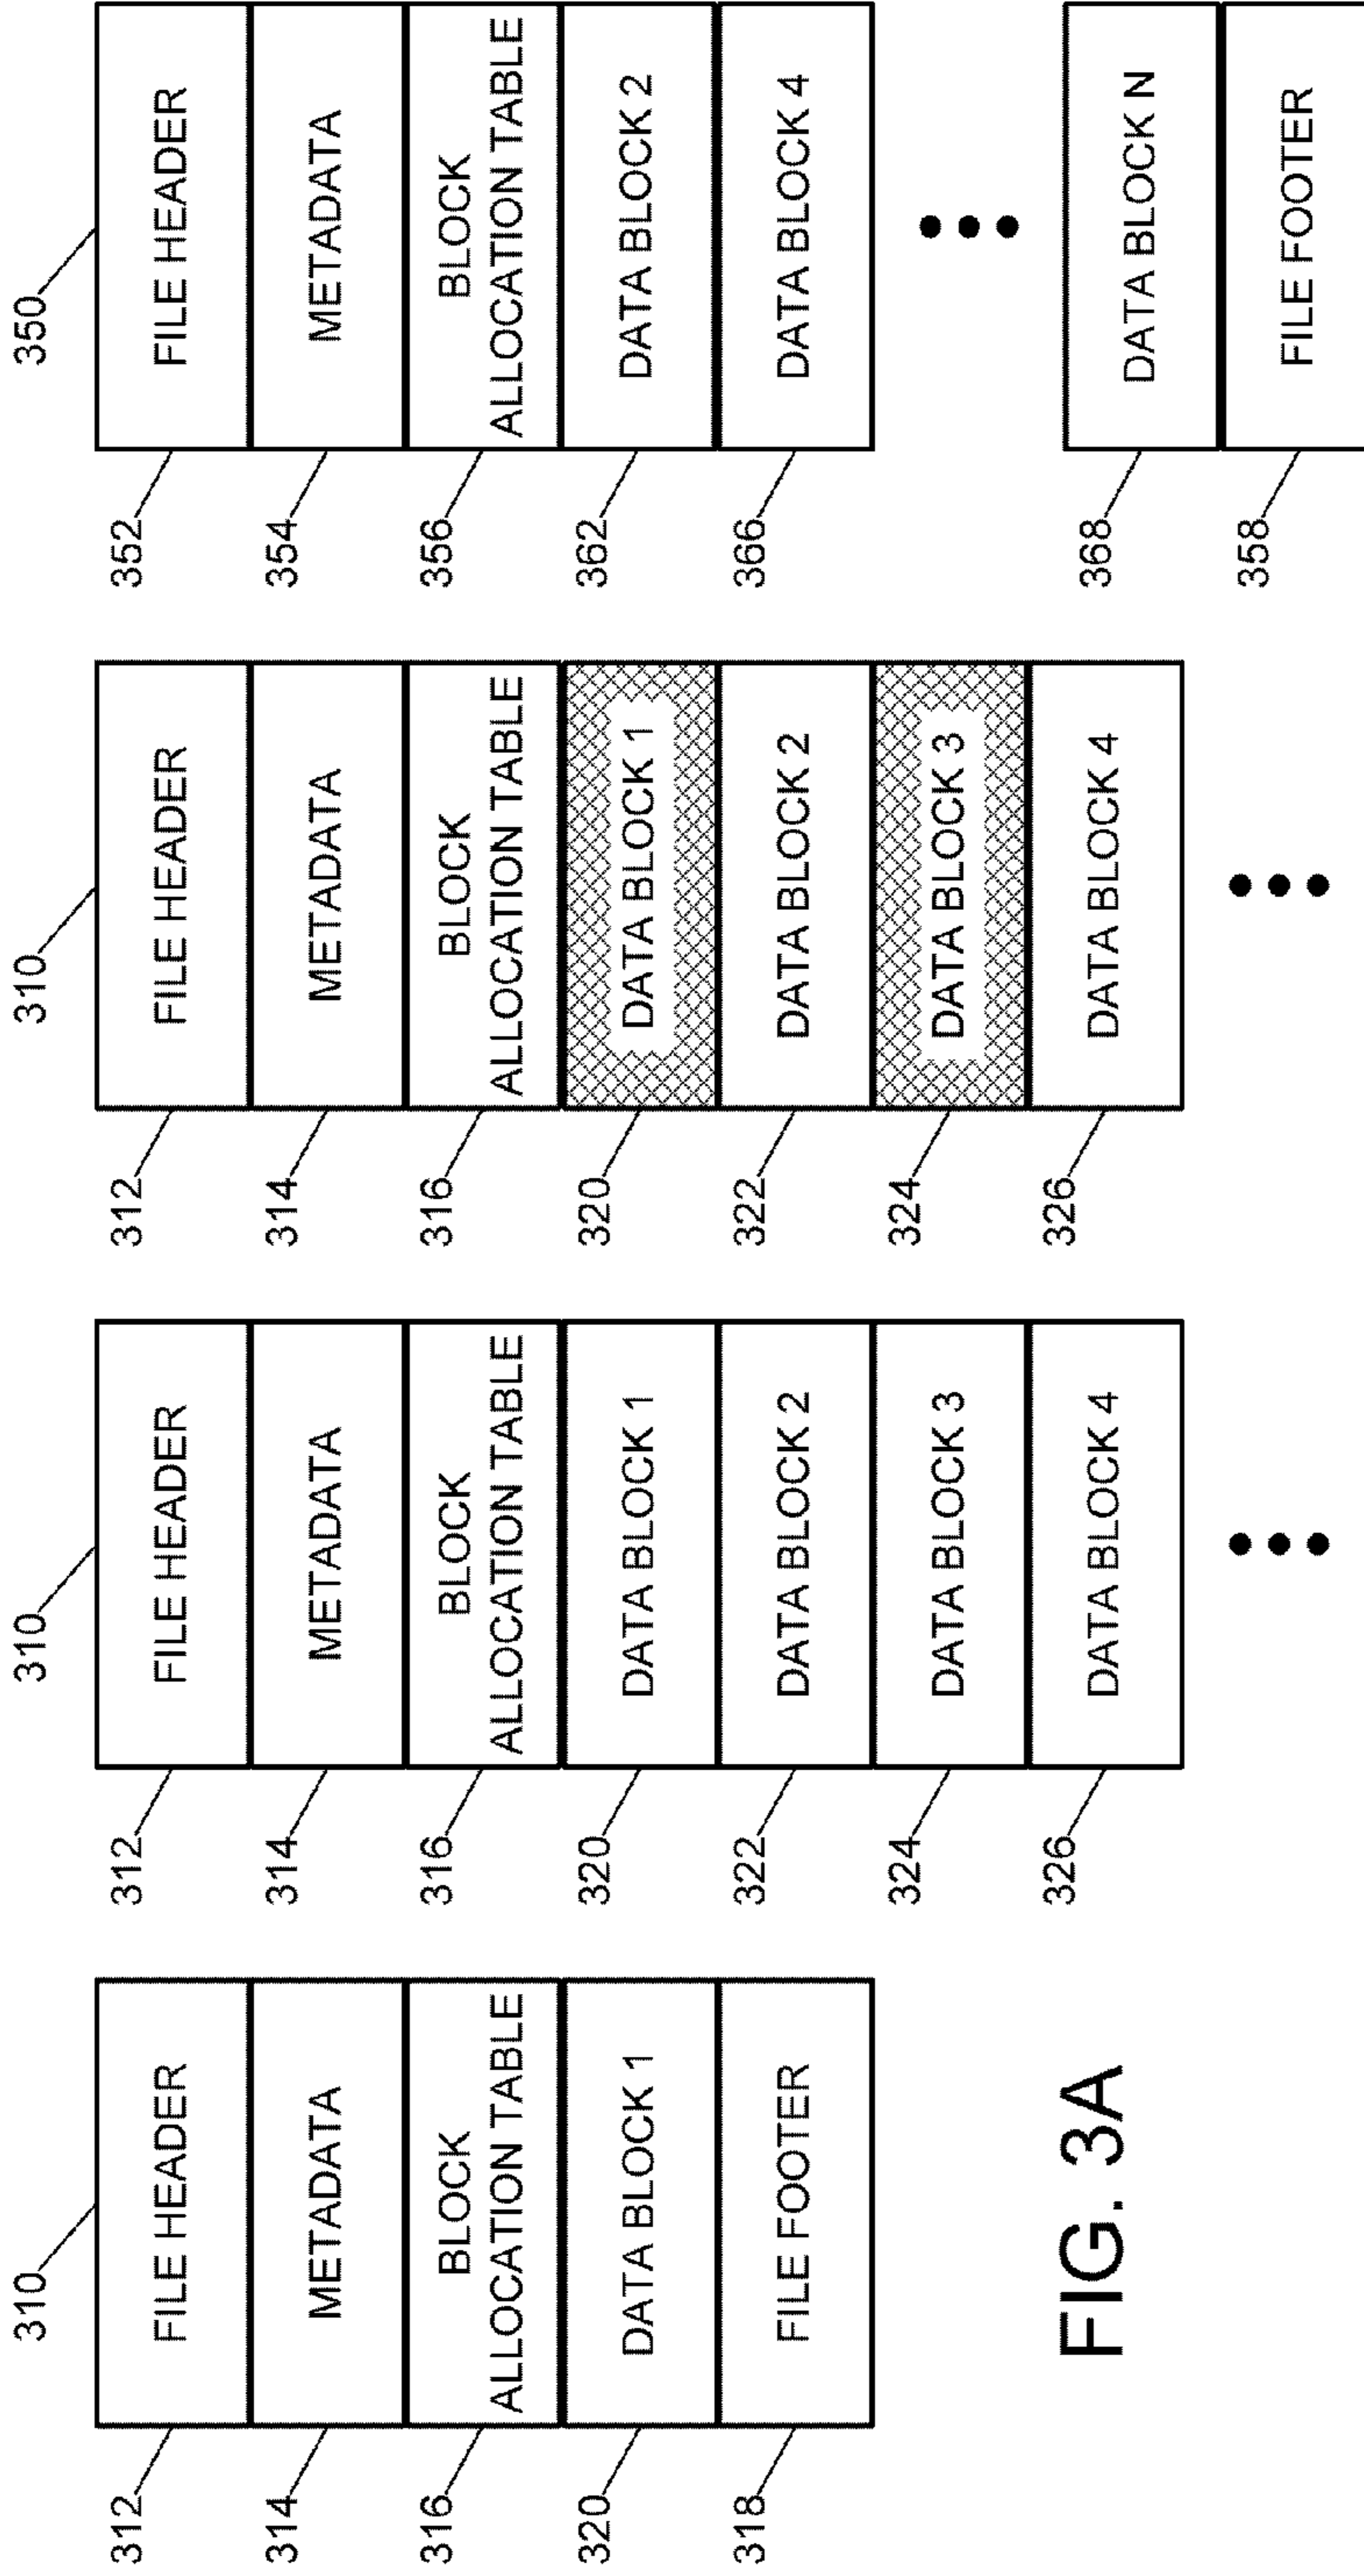 310
312
FILE HEADER
314
METADATA
316
BLOCK
ALLOCATION TABLE
320
DATA BLOCK 1
318
FILE FOOTER
FIG. 3A
310
312
FILE HEADER
314
METADATA
316
BLOCK
ALLOCATION TABLE
320
DATA BLOCK 1
322
DATA BLOCK 2
324
DATA BLOCK 3
326
DATA BLOCK 4
310
312
FILE HEADER
314
METADATA
316
BLOCK
ALLOCATION TABLE
320
DATA BLOCK 1
322
DATA BLOCK 2
324
DATA BLOCK 3
326
DATA BLOCK 4
350
352
FILE HEADER
354
METADATA
356
BLOCK
ALLOCATION TABLE
362
DATA BLOCK 2
366
DATA BLOCK 4
368
DATA BLOCK N
358
FILE FOOTER